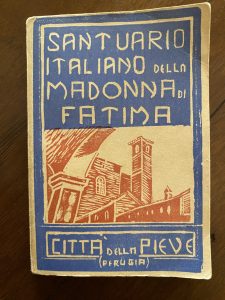 SANTUARIO
ITALIANO DELLA
MADONNA DI
FATIMA
CITTÀ DELLA PIEVE
(PERUGIA)